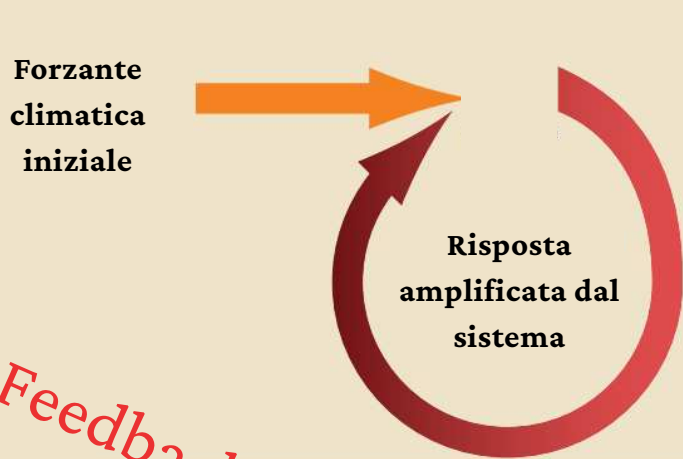 Forzante
climatica
iniziale
Risposta
amplificata dal
sistema